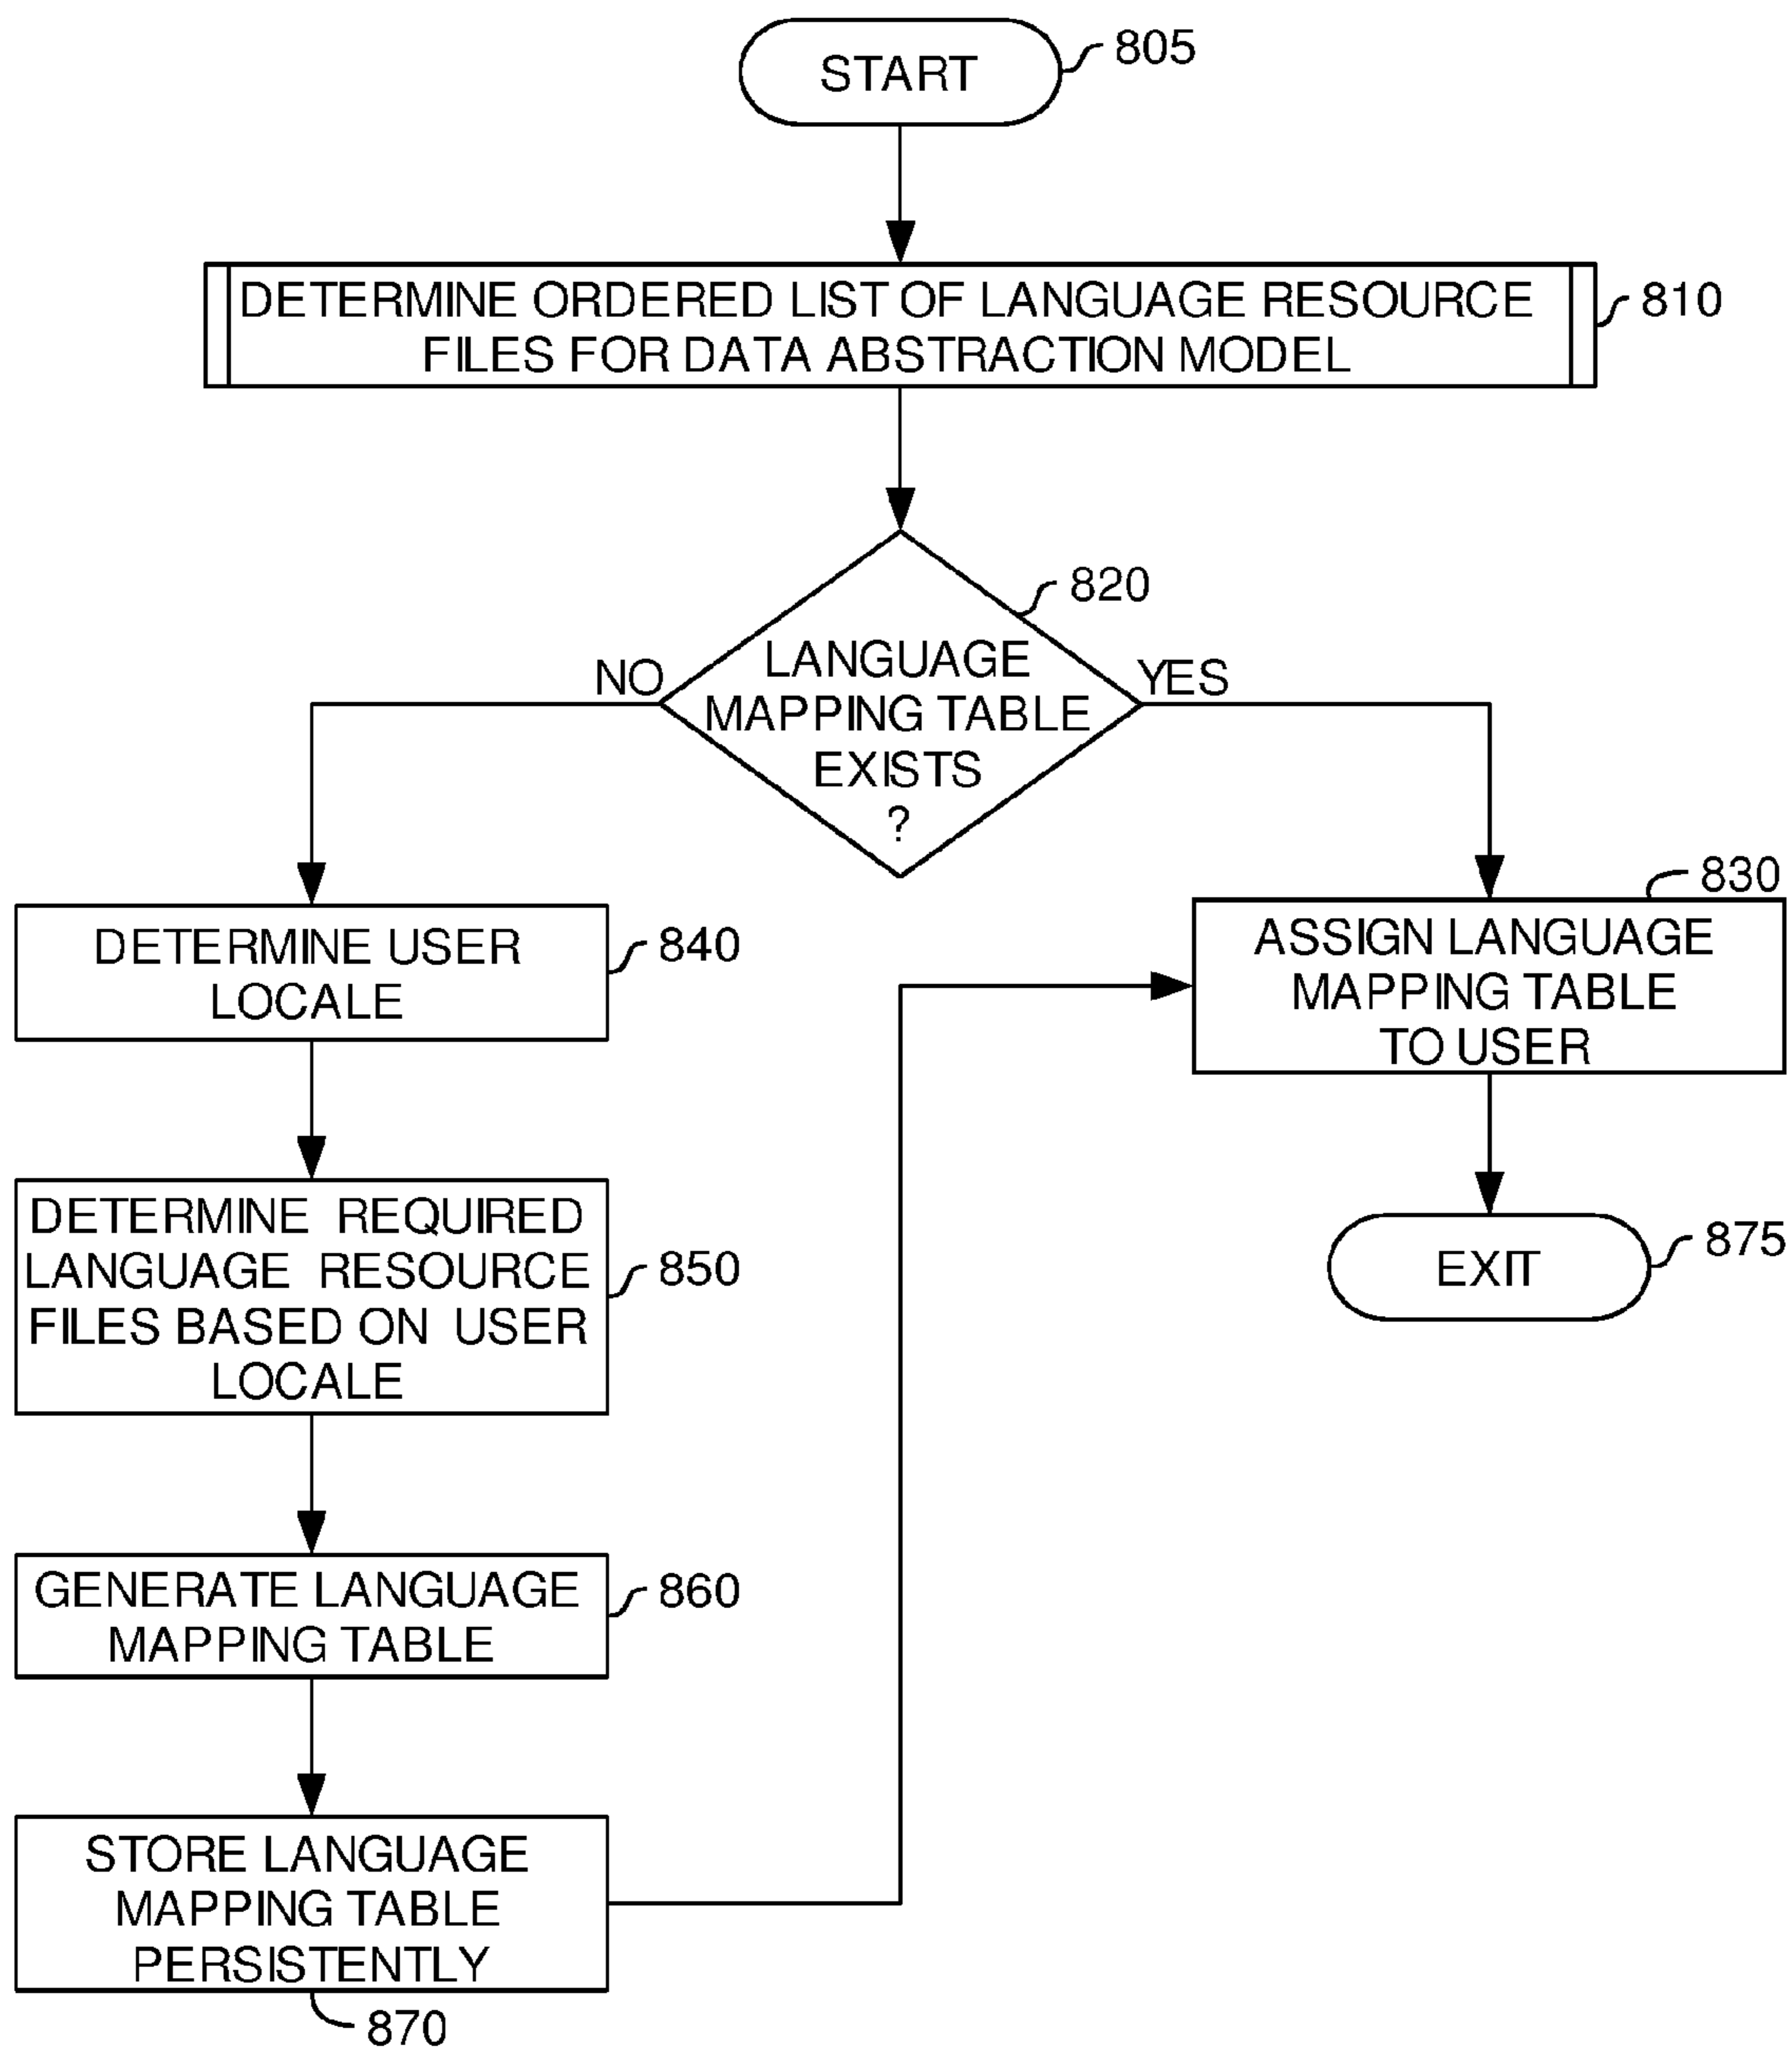 START
805
DETERMINE ORDERED LIST OF LANGUAGE RESOURCE
FILES FOR DATA ABSTRACTION MODEL
810
820
LANGUAGE
MAPPING TABLE
EXISTS
?
NO
YES
DETERMINE USER
LOCALE
840
830
ASSIGN LANGUAGE
MAPPING TABLE
TO USER
DETERMINE REQUIRED
LANGUAGE RESOURCE
FILES BASED ON USER
LOCALE
850
EXIT
875
GENERATE LANGUAGE
MAPPING TABLE
860
STORE LANGUAGE
MAPPING TABLE
PERSISTENTLY
870